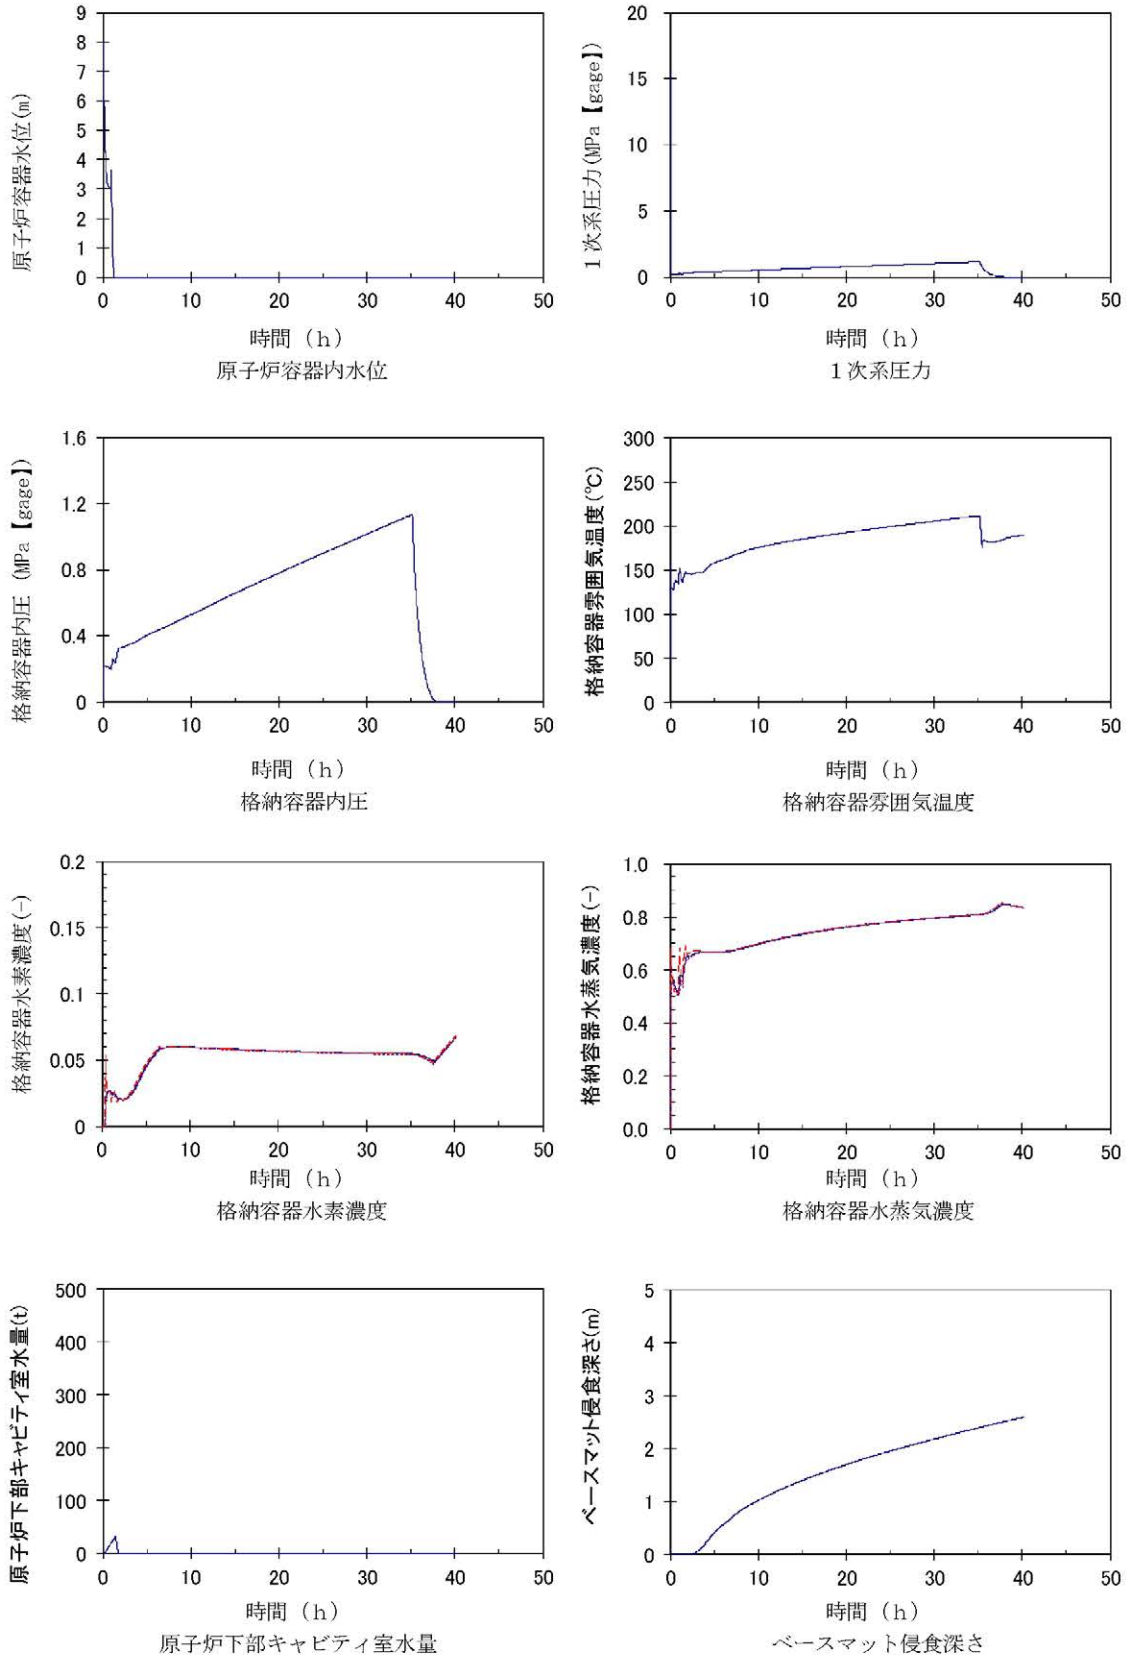 原子炉容器水位(m)
9
8
7
6
5
4
3
2
1
0
0 10 20 30 40 50
時間 (h)
原子炉容器内水位
1次系圧力(MPa【gage】)
20
15
10
5
0
0 10 20 30 40 50
時間 (h)
1次系圧力
格納容器内圧 (MPa【gage】)
1.6
1.2
0.8
0.4
0
0 10 20 30 40 50
時間 (h)
格納容器内圧
格納容器雰囲気温度(℃)
300
250
200
150
100
50
0
0 10 20 30 40 50
時間 (h)
格納容器雰囲気温度
格納容器水素濃度(-)
0.2
0.15
0.1
0.05
0
0 10 20 30 40 50
時間 (h)
格納容器水素濃度
格納容器水蒸気濃度(-)
1.0
0.8
0.6
0.4
0.2
0.0
0 10 20 30 40 50
時間 (h)
格納容器水蒸気濃度
原子炉下部キャビティ室水量(t)
500
400
300
200
100
0
0 10 20 30 40 50
時間 (h)
原子炉下部キャビティ室水量
ベースマット侵食深さ(m)
5
4
3
2
1
0
0 10 20 30 40 50
時間 (h)
ベースマット侵食深さ